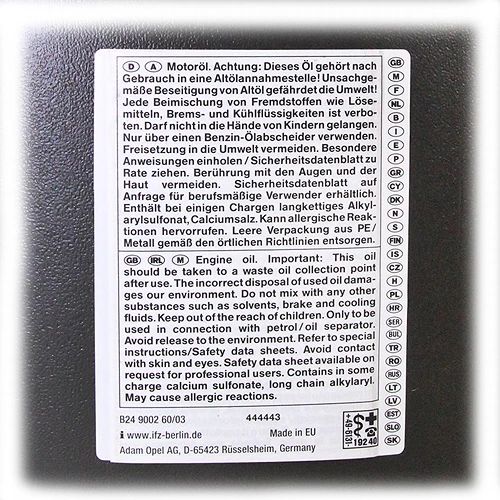 D A Motoröl. Achtung: Dieses Öl gehört nach
Gebrauch in eine Altölannahmestelle! Unsachge-
mäße Beseitigung von Altöl gefährdet die Umwelt!
Jede Beimischung von Fremdstoffen wie Löse-
mitteln, Brems- und Kühlflüssigkeiten ist verbo-
ten. Darf nicht in die Hände von Kindern gelangen.
Nur über einen Benzin-Ölabscheider verwenden.
Freisetzung in die Umwelt vermeiden. Besondere
Anweisungen einholen / Sicherheitsdatenblatt zu
Rate ziehen. Berührung mit den Augen und der
Haut vermeiden. Sicherheitsdatenblatt auf
Anfrage für berufsmäßige Verwender erhältlich.
Enthält bei einigen Chargen langkettiges Alkyl-
arylsulfonat, Calciumsalz. Kann allergische Reak-
tionen hervorrufen. Leere Verpackung aus PE /
Metall gemäß den örtlichen Richtlinien entsorgen.
GB IRL M Engine oil. Important: This oil
should be taken to a waste oil collection point
after use. The incorrect disposal of used oil dama-
ges our environment. Do not mix with any other
substances such as solvents, brake and cooling
fluids. Keep out of the reach of children. Only to be
used in connection with petrol / oil separator.
Avoid release to the environment. Refer to special
instructions/Safety data sheets. Avoid contact
with skin and eyes. Safety data sheet available on
request for professional users. Contains in some
charge calcium sulfonate, long chain alkylaryl.
May cause allergic reactions.
B24 9002 60/03 444443
i www.ifz-berlin.de Made in EU
Adam Opel AG, D-65423 Rüsselsheim, Germany
+49-6131-
19240
GB
M
F
NL
B
I
E
P
GR
CY
DK
N
S
FIN
IS
CZ
H
PL
HR
SER
BUL
TR
RO
RUS
LT
LV
EST
SLO
SK